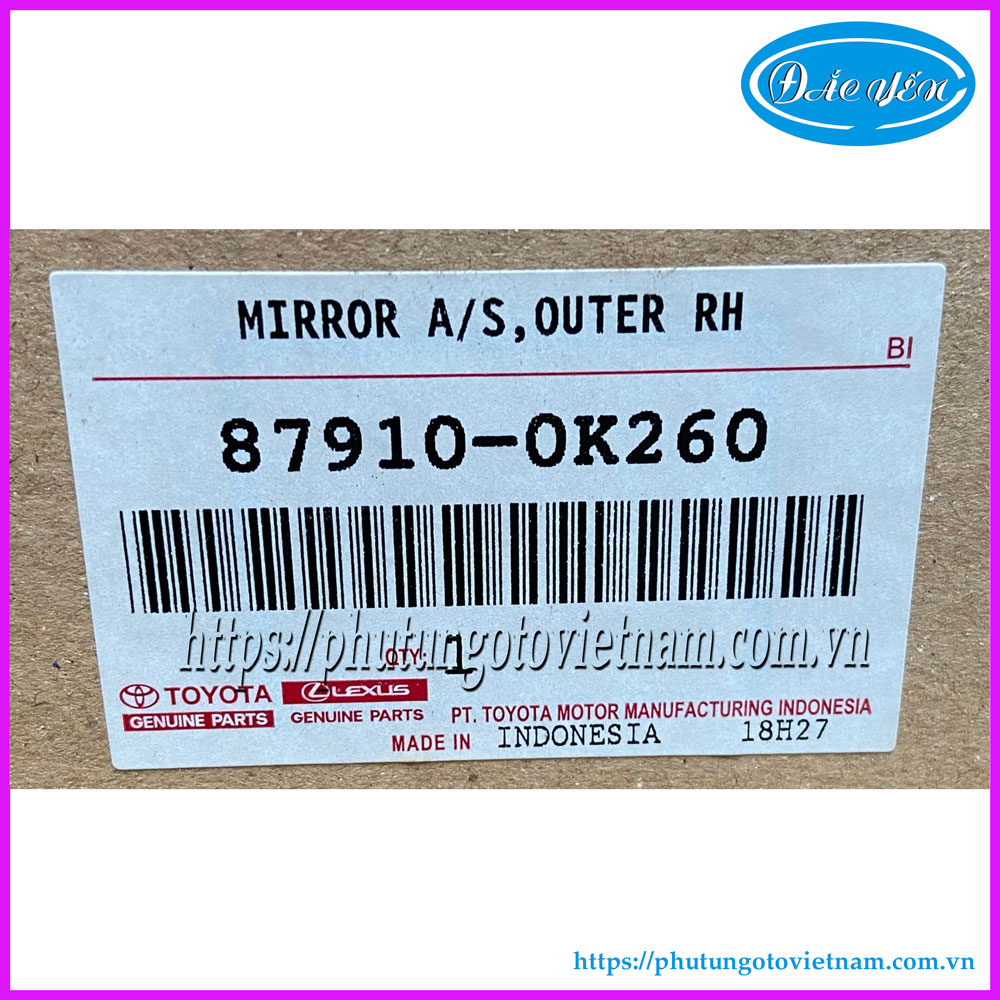 ĐẮC YẾN
MIRROR A/S,OUTER RH
BI
87910-0K260
https://phutungotovietnam.com.vn
QTY: 1
TOYOTA
GENUINE PARTS
LEXUS
GENUINE PARTS
PT. TOYOTA MOTOR MANUFACTURING INDONESIA
MADE IN INDONESIA 18H27
https://phutungotovietnam.com.vn